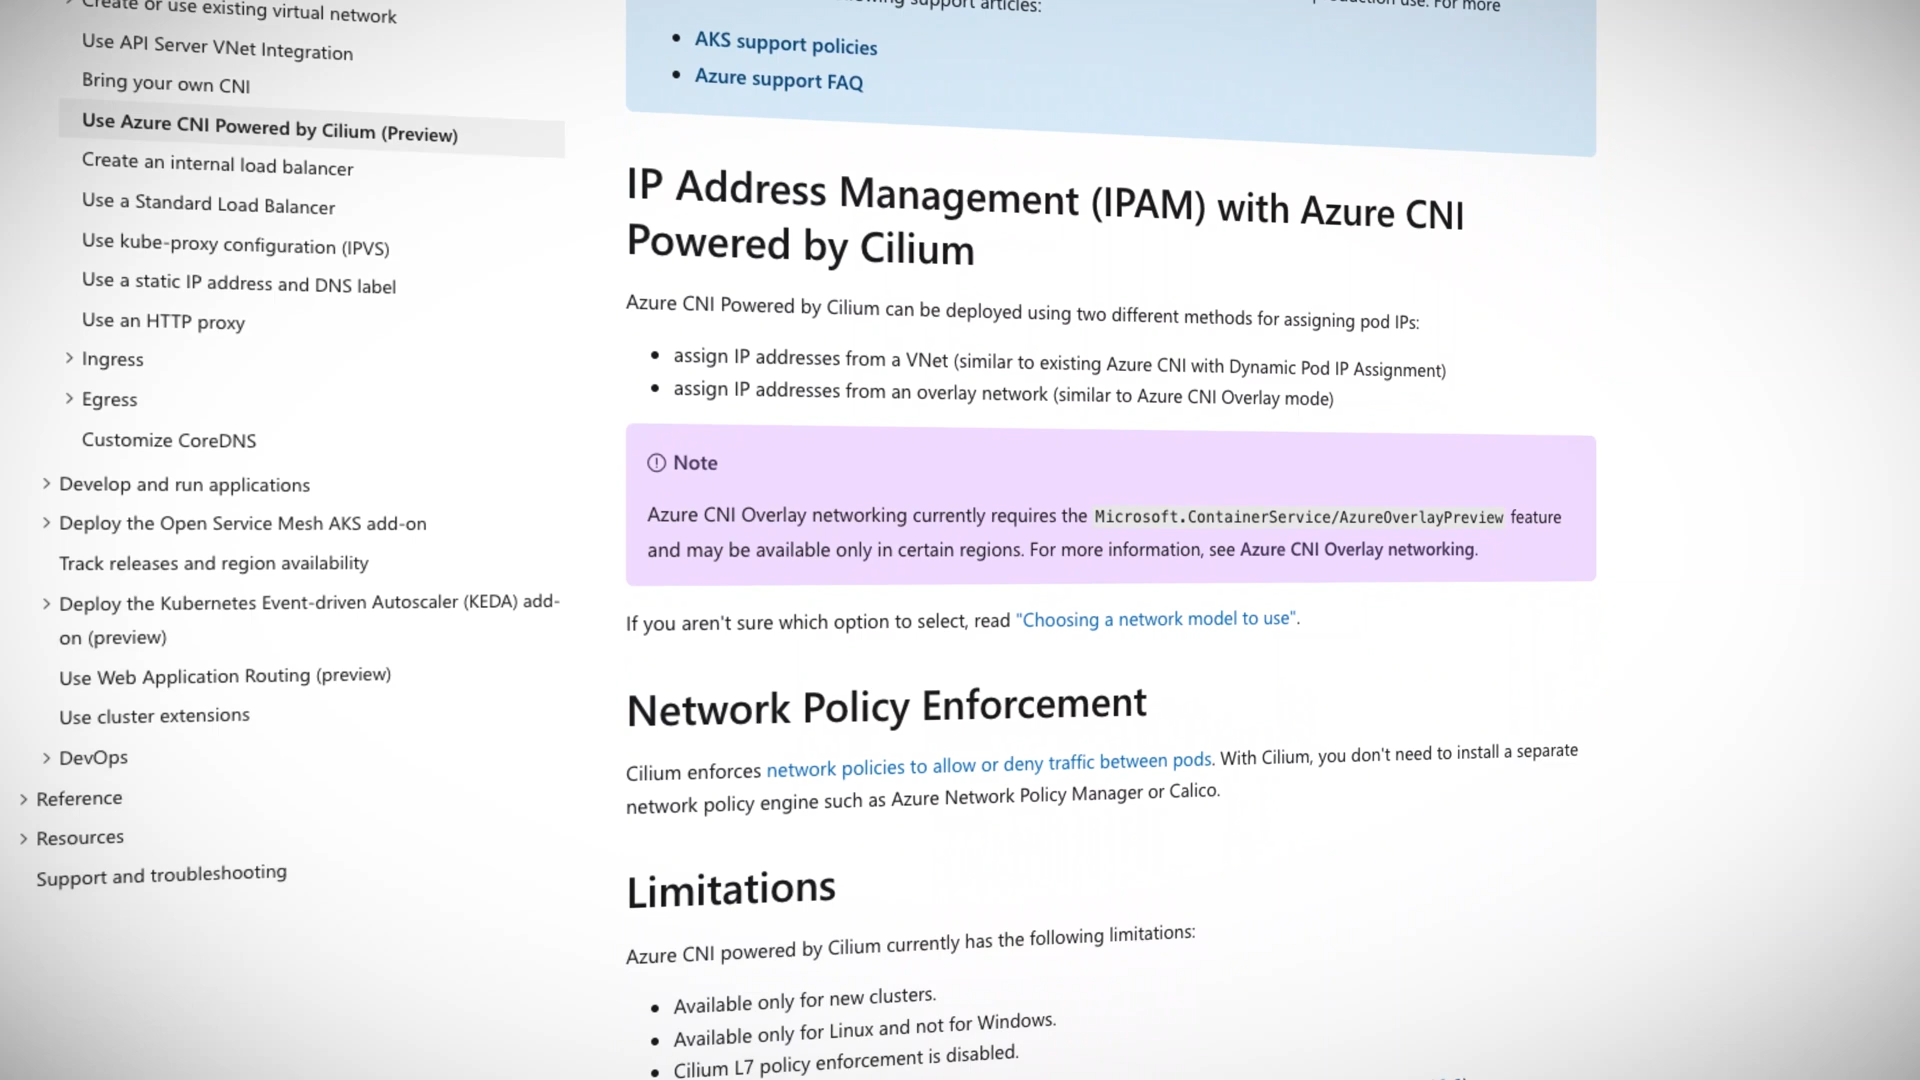 Create or use existing virtual network
Use API Server VNet Integration
Bring your own CNI
Use Azure CNI Powered by Cilium (Preview)
Create an internal load balancer
Use a Standard Load Balancer
Use kube-proxy configuration (IPVS)
Use a static IP address and DNS label
Use an HTTP proxy
Ingress
Egress
Customize CoreDNS
Develop and run applications
Deploy the Open Service Mesh AKS add-on
Track releases and region availability
Deploy the Kubernetes Event-driven Autoscaler (KEDA) add-
on (preview)
Use Web Application Routing (preview)
Use cluster extensions
DevOps
Reference
Resources
Support and troubleshooting
support articles:
use. For more
• AKS support policies
• Azure support FAQ
IP Address Management (IPAM) with Azure CNI
Powered by Cilium
Azure CNI Powered by Cilium can be deployed using two different methods for assigning pod IPs:
• assign IP addresses from a VNet (similar to existing Azure CNI with Dynamic Pod IP Assignment)
• assign IP addresses from an overlay network (similar to Azure CNI Overlay mode)
Note
Azure CNI Overlay networking currently requires the Microsoft.ContainerService/AzureOverlayPreview feature
and may be available only in certain regions. For more information, see Azure CNI Overlay networking.
If you aren't sure which option to select, read "Choosing a network model to use".
Network Policy Enforcement
Cilium enforces network policies to allow or deny traffic between pods. With Cilium, you don't need to install a separate
network policy engine such as Azure Network Policy Manager or Calico.
Limitations
Azure CNI powered by Cilium currently has the following limitations:
• Available only for new clusters.
• Available only for Linux and not for Windows.
• Cilium L7 policy enforcement is disabled.